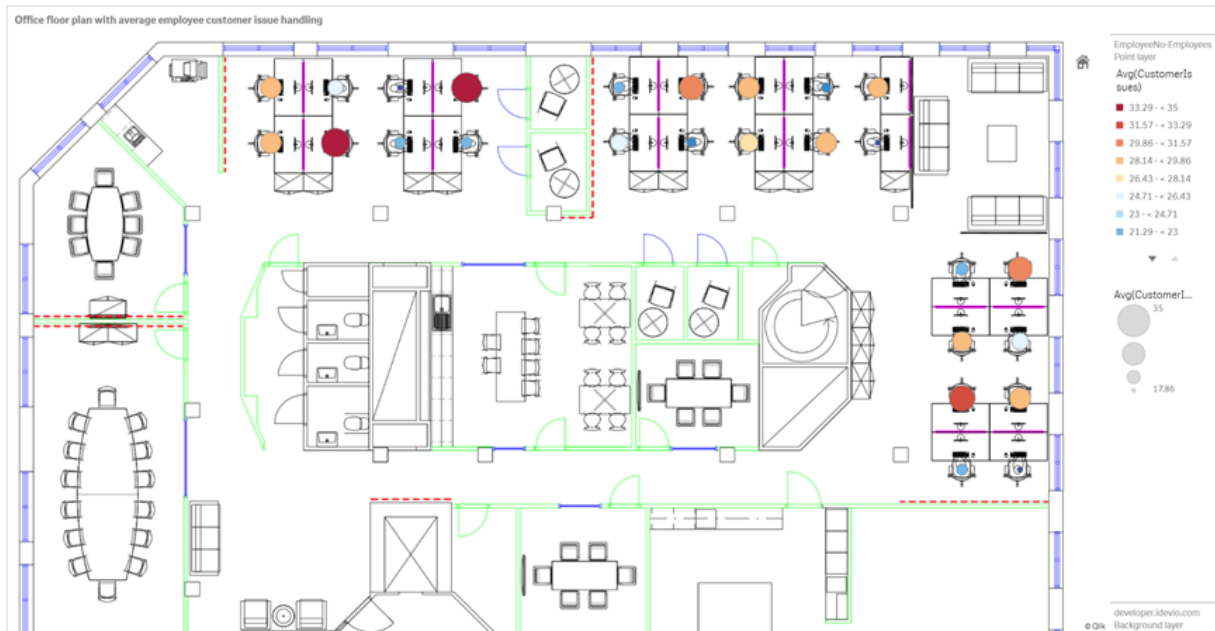 Office floor plan with average employee customer issue handling
EmployeeNo-Employees
Point layer
Avg(CustomerIs
sues)
33.29 - < 35
31.57 - < 33.29
29.86 - < 31.57
28.14 - < 29.86
26.43 - < 28.14
24.71 - < 26.43
23 - < 24.71
21.29 - < 23
Avg(CustomerI...
35
17.86
developer.idevio.com
© Qlik Background layer